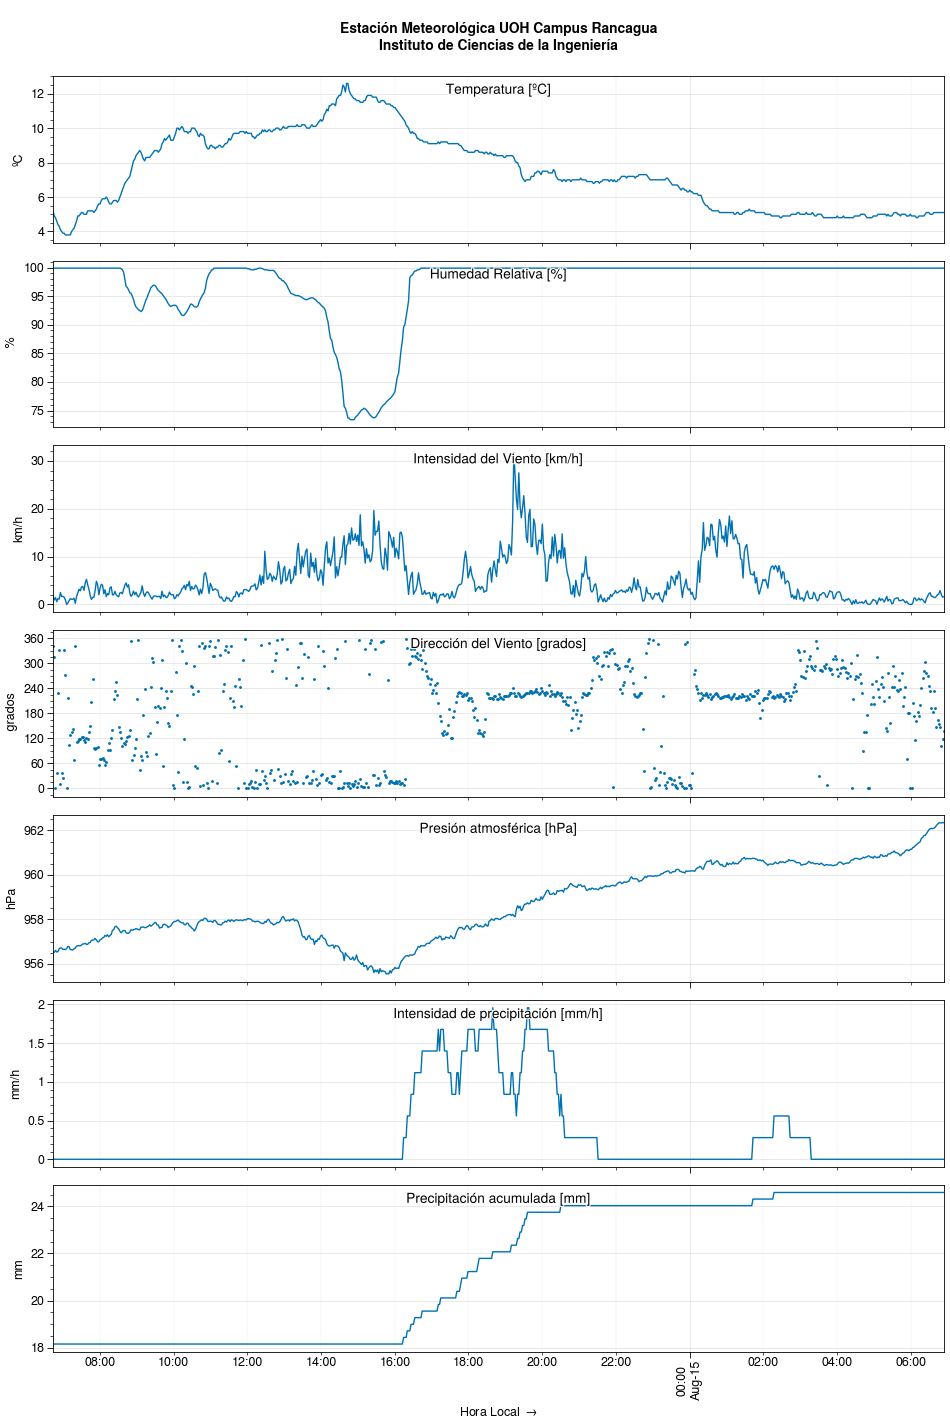 Estación Meteorológica UOH Campus Rancagua
Instituto de Ciencias de la Ingeniería
Temperatura [ºC]
ºC
12
10
8
6
4
Humedad Relativa [%]
%
100
95
90
85
80
75
Intensidad del Viento [km/h]
km/h
30
20
10
0
Dirección del Viento [grados]
grados
360
300
240
180
120
60
0
Presión atmosférica [hPa]
hPa
962
960
958
956
Intensidad de precipitación [mm/h]
mm/h
2
1.5
1
0.5
0
Precipitación acumulada [mm]
mm
24
22
20
18
08:00 10:00 12:00 14:00 16:00 18:00 20:00 22:00 00:00 02:00 04:00 06:00
Aug-15
Hora Local →